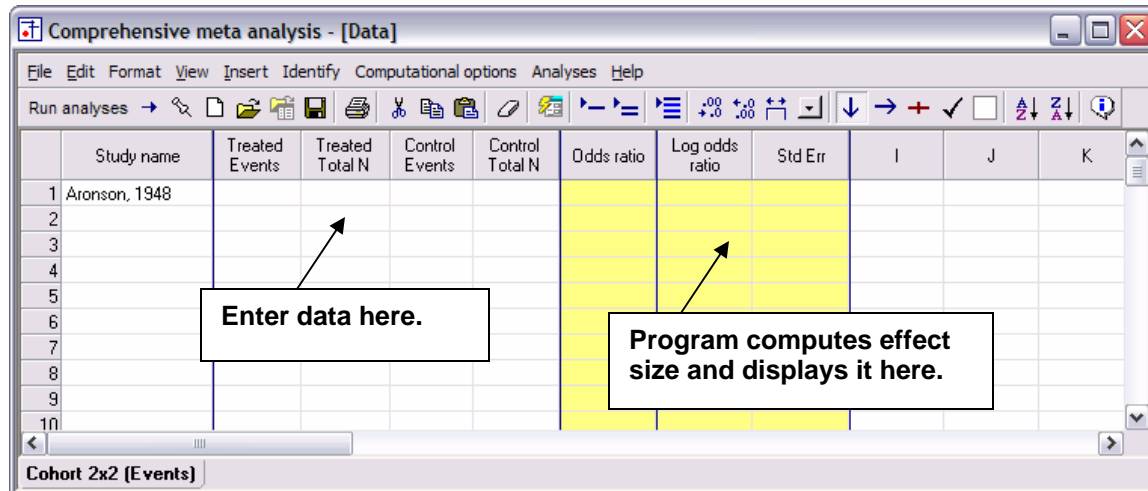 Comprehensive meta analysis - [Data]
File Edit Format View Insert Identify Computational options Analyses Help
Run analyses
Study name
Treated Events
Treated Total N
Control Events
Control Total N
Odds ratio
Log odds ratio
Std Err
I
J
K
1 Aronson, 1948
2
3
4
5
6
7
8
9
10
Enter data here.
Program computes effect
size and displays it here.
Cohort 2x2 (Events)